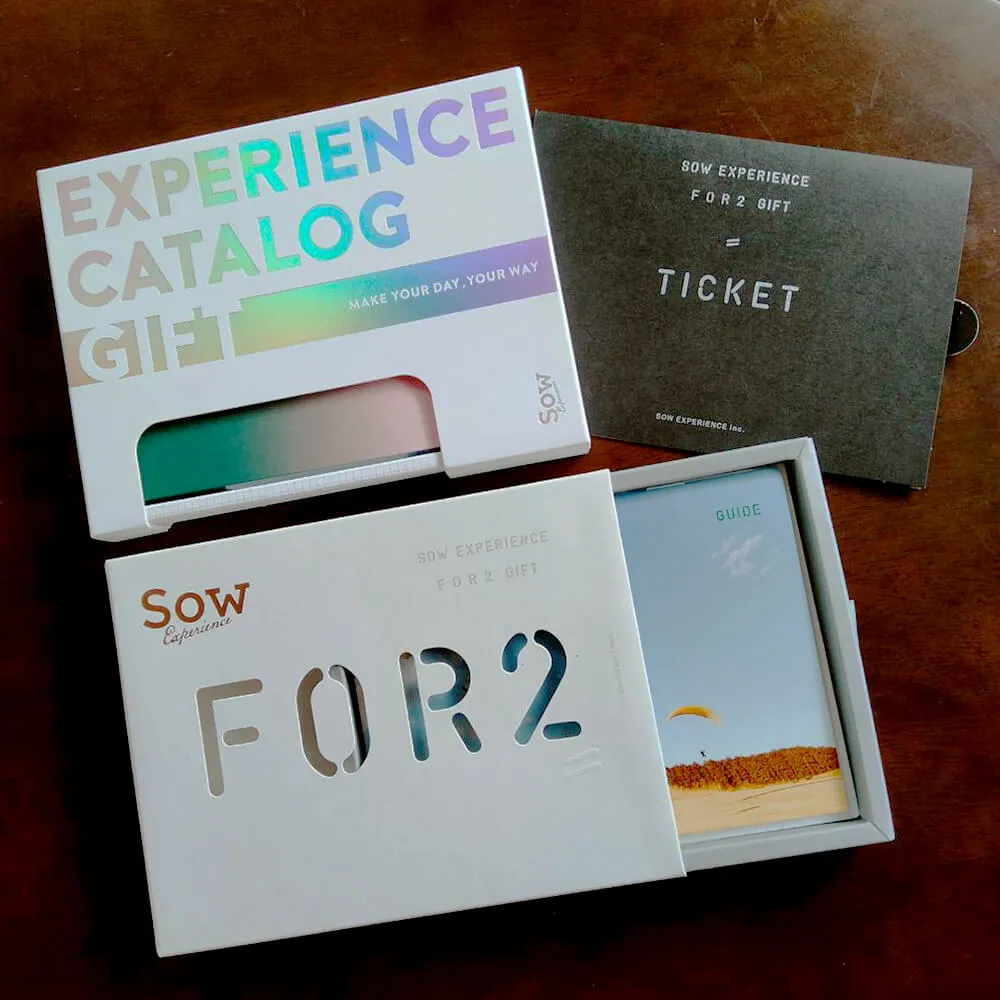 EXPERIENCE
CATALOG
GIFT
MAKE YOUR DAY, YOUR WAY
SOW
Experience
SOW EXPERIENCE
FOR2 GIFT
=
TICKET
SOW EXPERIENCE Inc.
SOW
Experience
SOW EXPERIENCE
FOR2 GIFT
FOR2
=
GUIDE